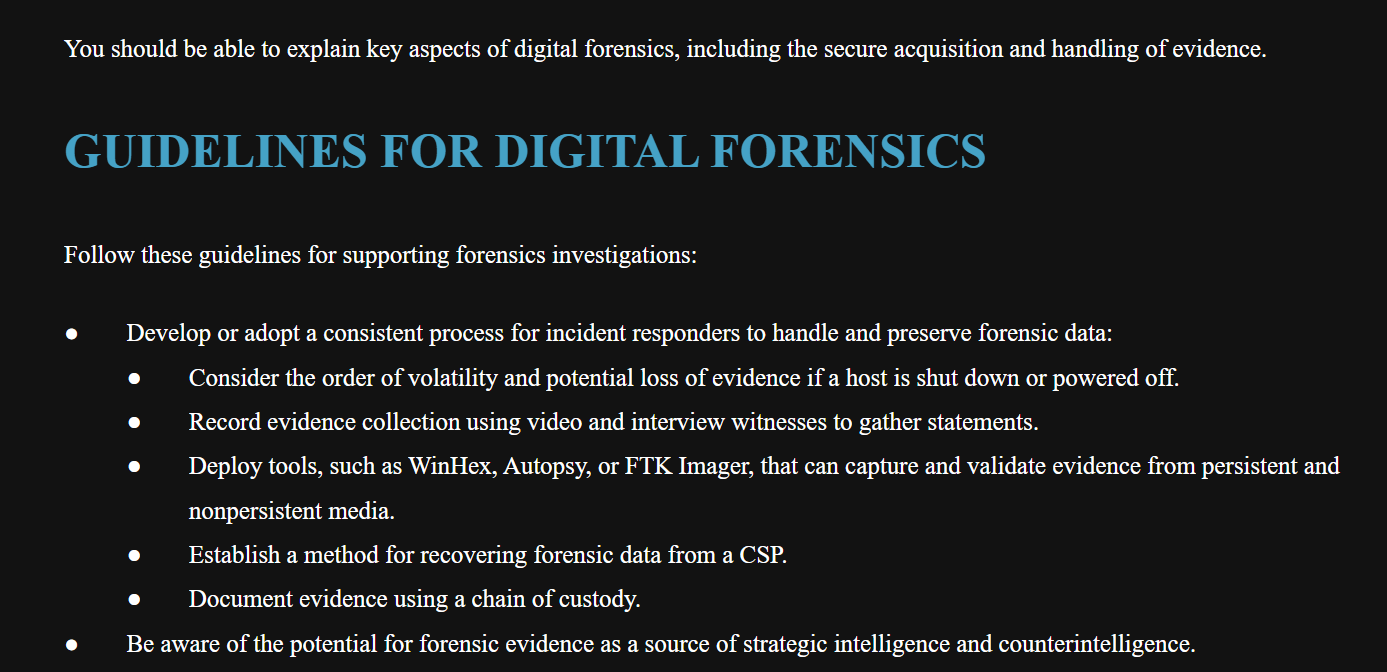 You should be able to explain key aspects of digital forensics, including the secure acquisition and handling of evidence.
GUIDELINES FOR DIGITAL FORENSICS
Follow these guidelines for supporting forensics investigations:
● Develop or adopt a consistent process for incident responders to handle and preserve forensic data:
● Consider the order of volatility and potential loss of evidence if a host is shut down or powered off.
● Record evidence collection using video and interview witnesses to gather statements.
● Deploy tools, such as WinHex, Autopsy, or FTK Imager, that can capture and validate evidence from persistent and
nonpersistent media.
● Establish a method for recovering forensic data from a CSP.
● Document evidence using a chain of custody.
● Be aware of the potential for forensic evidence as a source of strategic intelligence and counterintelligence.